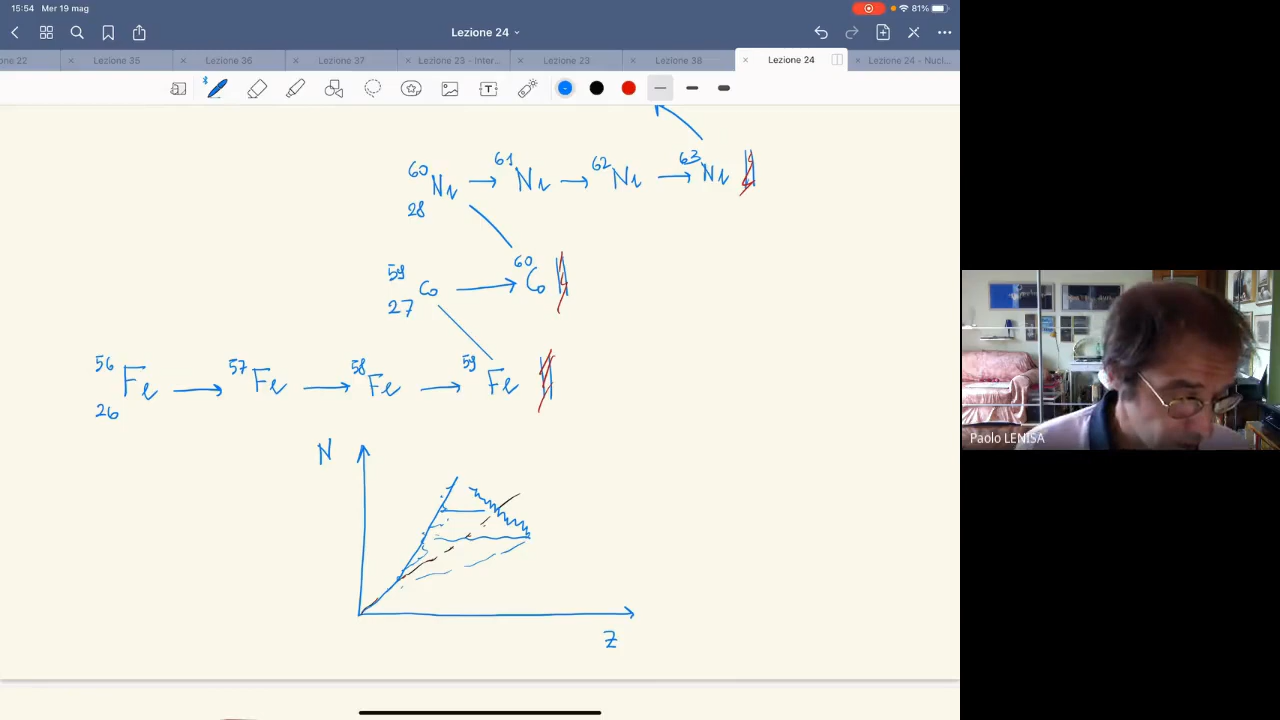 15:54 Mer 19 mag
81%
Lezione 24
ne 22
Lezione 35
Lezione 36
Lezione 37
Lezione 23 - Inter...
Lezione 23
Lezione 38
Lezione 24
Lezione 24 - Nucl...
60 Ni → 61 Ni → 62 Ni → 63 Ni
28
59 Co → 60 Co
27
56 Fe → 57 Fe → 58 Fe → 59 Fe
26
N
Z
Paolo LENISA